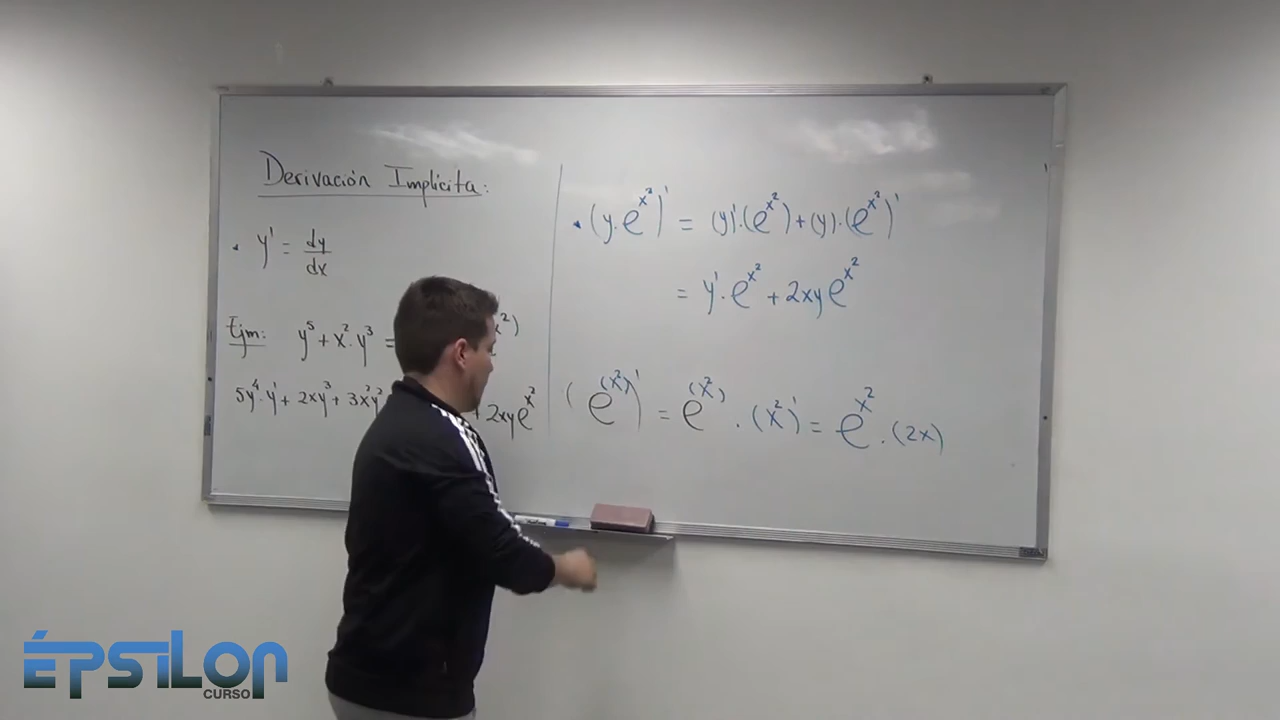 Derivación Implícita:
· y' = dy/dx
Ejm: y⁵ + x²·y³ =
x²)
5y⁴·y' + 2xy³ + 3x²y²
+ 2xye^x²
· (y·e^x²)' = (y)'·(e^x²) + (y)·(e^x²)'
= y'·e^x² + 2xye^x²
(e^(x²))' = e^(x²)·(x²)' = e^x²·(2x)
ÉPSILON
CURSO